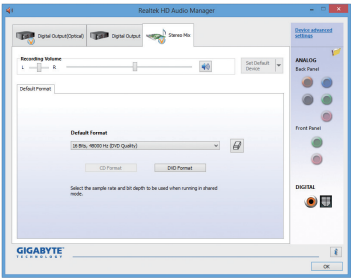 Realtek HD Audio Manager
Digital Output(Optical)
Digital Output
Stereo Mix
Device advanced settings
Recording Volume
L
R
Set Default Device
ANALOG
Back Panel
Default Format
Default Format
16 Bits, 48000 Hz (DVD Quality)
CD Format
DVD Format
Select the sample rate and bit depth to be used when running in shared
mode.
Front Panel
DIGITAL
GIGABYTE™
TECHNOLOGY
OK